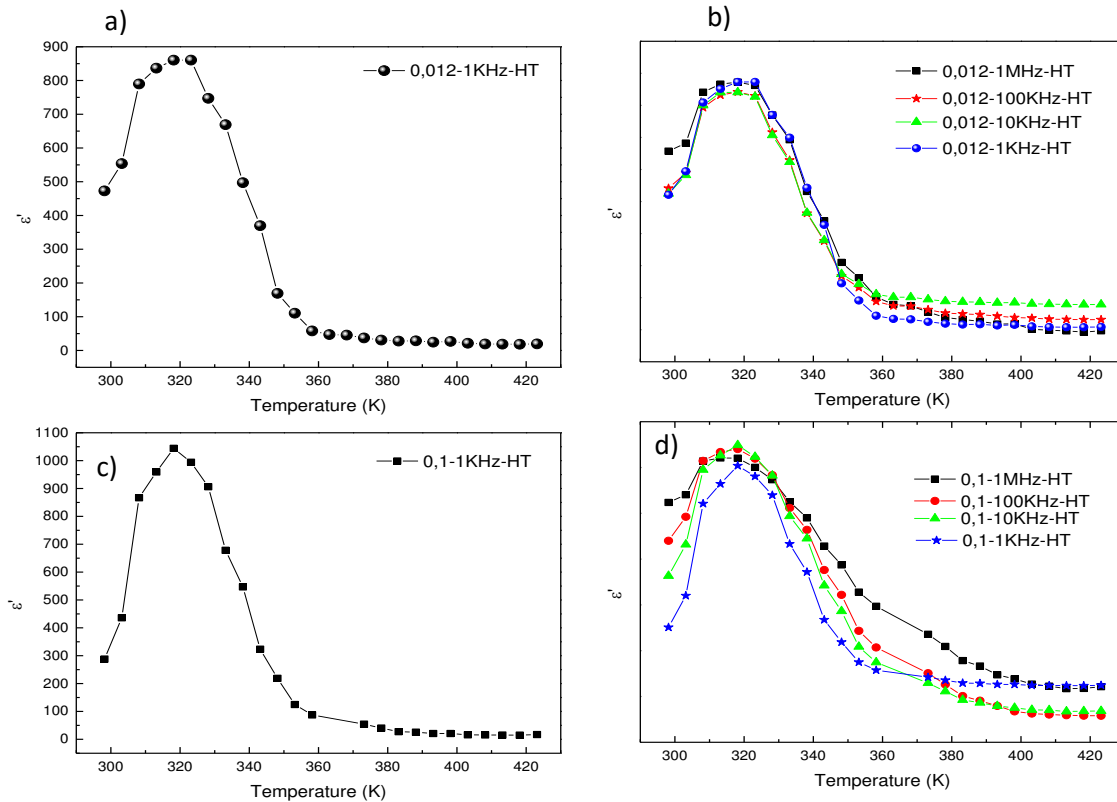 a)
900
800
700
600
500
400
300
200
100
0
ε'
0,012-1KHz-HT
300 320 340 360 380 400 420
Temperature (K)
b)
ε'
0,012-1MHz-HT
0,012-100KHz-HT
0,012-10KHz-HT
0,012-1KHz-HT
300 320 340 360 380 400 420
Temperature (K)
c)
1100
1000
900
800
700
600
500
400
300
200
100
0
ε'
0,1-1KHz-HT
300 320 340 360 380 400 420
Temperature (K)
d)
ε'
0,1-1MHz-HT
0,1-100KHz-HT
0,1-10KHz-HT
0,1-1KHz-HT
300 320 340 360 380 400 420
Temperature (K)